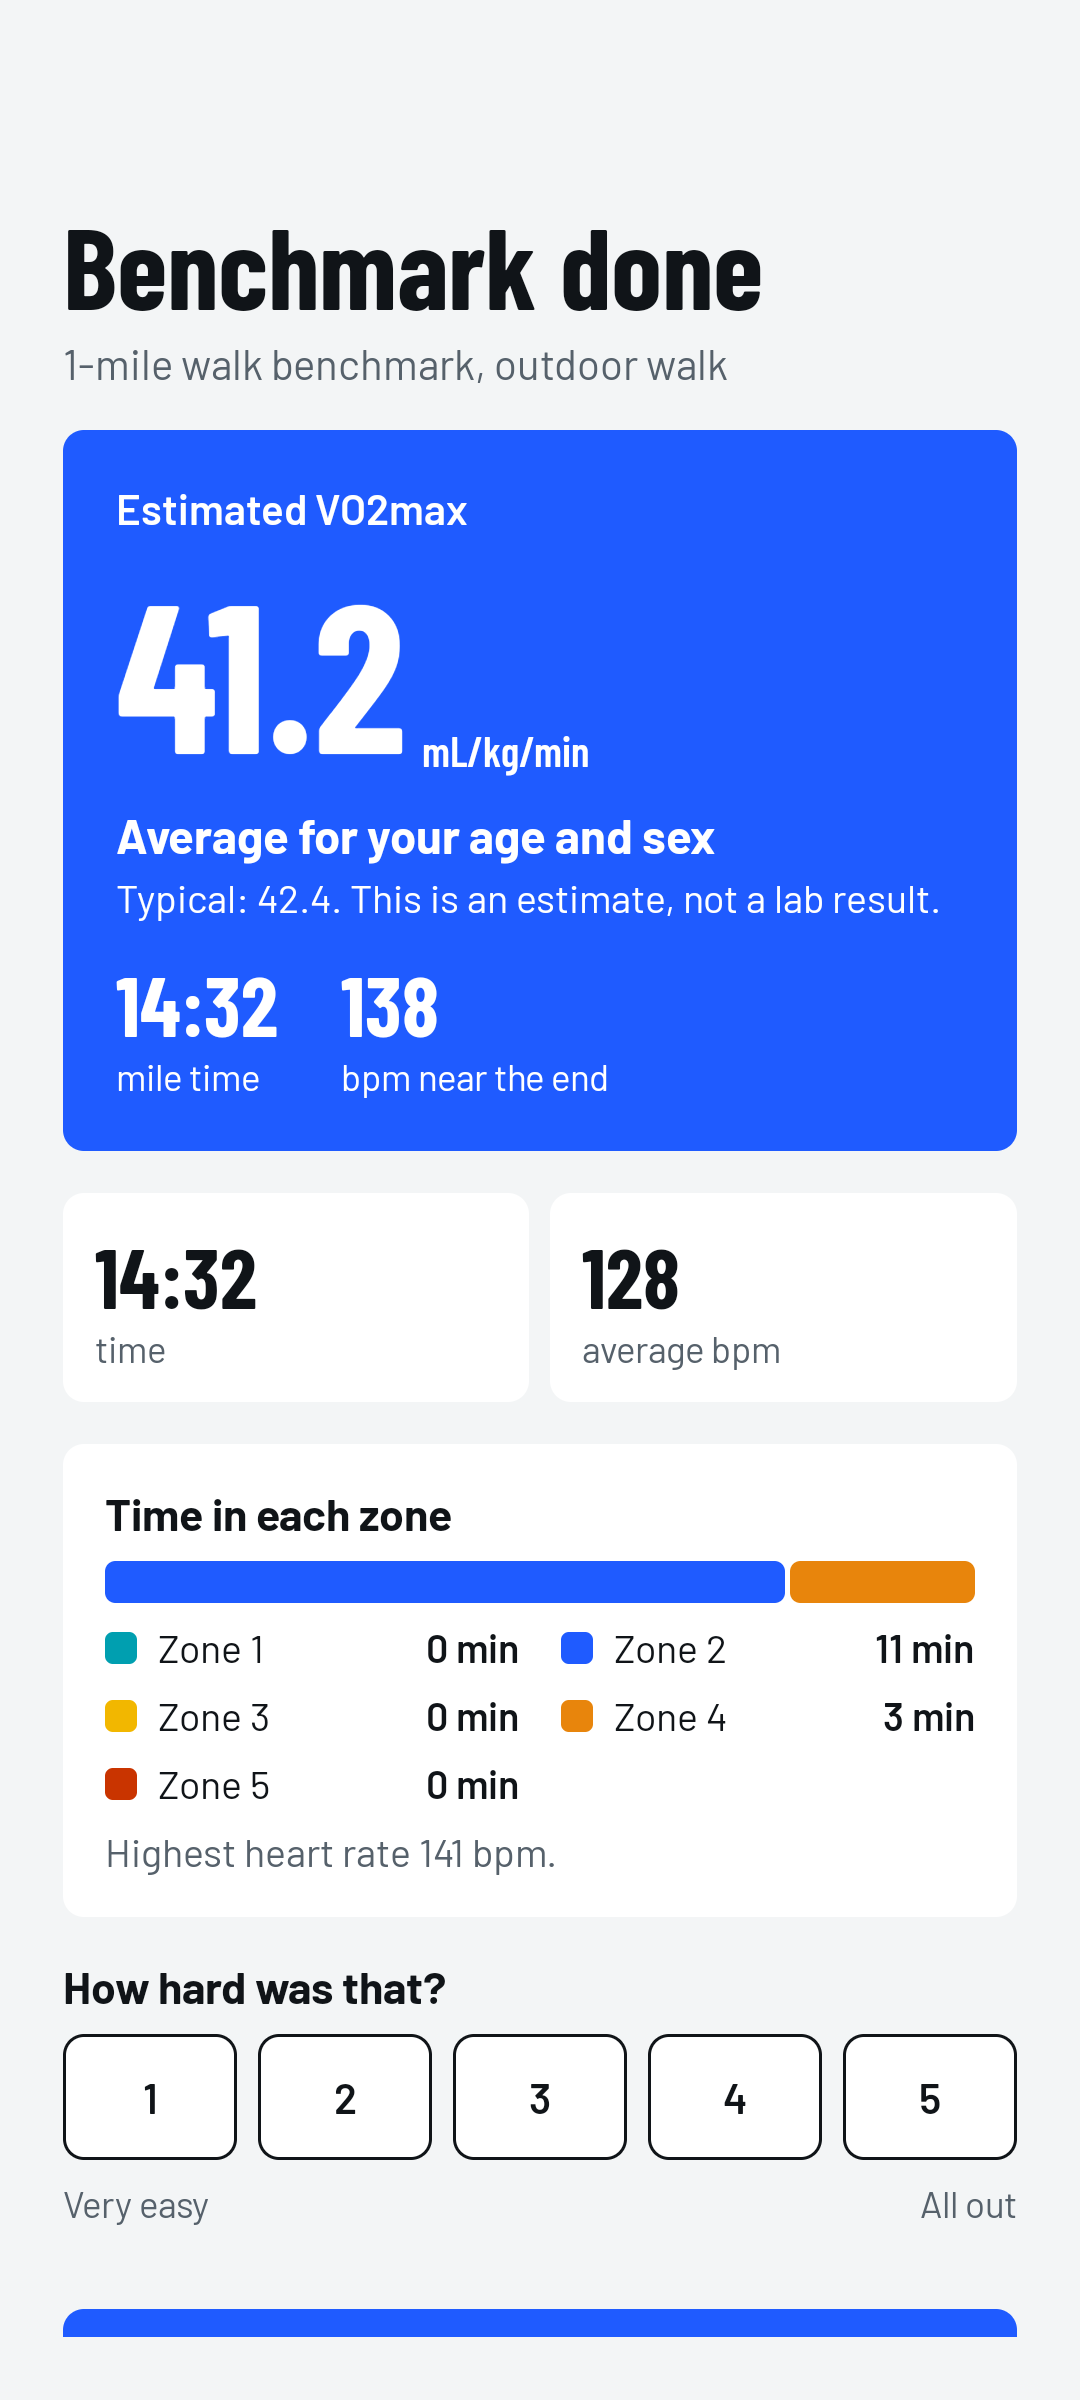 Benchmark done
1-mile walk benchmark, outdoor walk
Estimated VO2max
41.2 mL/kg/min
Average for your age and sex
Typical: 42.4. This is an estimate, not a lab result.
14:32 138
mile time bpm near the end
14:32 128
time average bpm
Time in each zone
Zone 1 0 min Zone 2 11 min
Zone 3 0 min Zone 4 3 min
Zone 5 0 min
Highest heart rate 141 bpm.
How hard was that?
1 2 3 4 5
Very easy All out